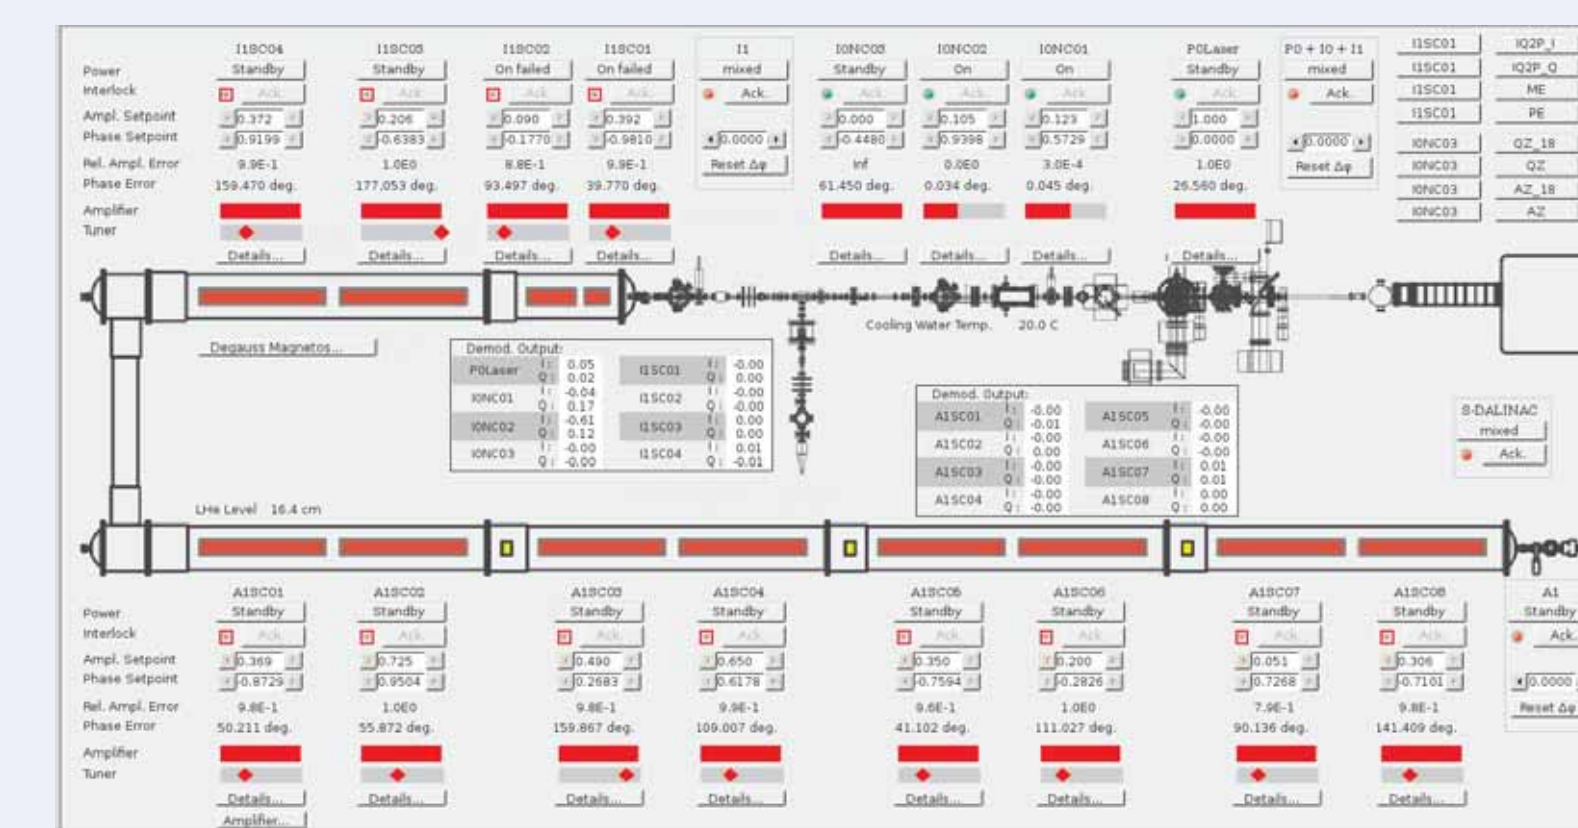 I1SC04 I1SC03 I1SC02 I1SC01 I1 I0NC03 I0NC02 I0NC01 P0Laser P0 + I0 + I1 I1SC01 IQ2P_I
Power Standby Standby On failed On failed mixed Standby On On Standby mixed I1SC01 IQ2P_Q
Interlock Ack. Ack. Ack. Ack. Ack. Ack. Ack. Ack. Ack. Ack. I1SC01 ME
Ampl. Setpoint 0.372 0.206 0.090 0.392 0.000 0.105 0.123 1.000 I1SC01 PE
Phase Setpoint 0.9199 -0.6383 -0.1770 -0.9810 0.0000 -0.4480 0.9398 0.5729 0.0000 0.0000 I0NC03 QZ_18
Rel. Ampl. Error 9.9E-1 1.0E0 8.8E-1 9.9E-1 Reset Δφ Inf 0.0E0 3.0E-4 1.0E0 Reset Δφ I0NC03 QZ
Phase Error 159.470 deg. 177.053 deg. 93.497 deg. 39.770 deg. 61.450 deg. 0.034 deg. 0.045 deg. 26.560 deg. I0NC03 AZ_18
Amplifier I0NC03 AZ
Tuner
Details... Details... Details... Details... Details... Details... Details... Details...
Cooling Water Temp. 20.0 C
Degauss Magnetos...
Demod. Output:
P0Laser I: 0.05 I1SC01 I: -0.00
Q: 0.02 Q: 0.00
I0NC01 I: -0.04 I1SC02 I: -0.00
Q: 0.17 Q: -0.00
I0NC02 I: -0.61 I1SC03 I: 0.00
Q: 0.12 Q: 0.00
I0NC03 I: -0.00 I1SC04 I: 0.01
Q: -0.00 Q: -0.01
Demod. Output:
A1SC01 I: -0.00 A1SC05 I: -0.00
Q: -0.01 Q: -0.00
A1SC02 I: -0.00 A1SC06 I: -0.00
Q: 0.00 Q: -0.00
A1SC03 I: -0.00 A1SC07 I: 0.01
Q: -0.00 Q: 0.01
A1SC04 I: -0.00 A1SC08 I: 0.00
Q: -0.00 Q: 0.00
S-DALINAC
mixed
Ack.
LHe Level 16.4 cm
A1SC01 A1SC02 A1SC03 A1SC04 A1SC05 A1SC06 A1SC07 A1SC08 A1
Power Standby Standby Standby Standby Standby Standby Standby Standby Standby
Interlock Ack. Ack. Ack. Ack. Ack. Ack. Ack. Ack. Ack.
Ampl. Setpoint 0.369 0.725 0.490 0.650 0.350 0.200 0.051 0.306
Phase Setpoint -0.8729 0.9504 0.2683 0.6178 -0.7594 -0.2826 0.7268 -0.7101 0.0000
Rel. Ampl. Error 9.8E-1 1.0E0 9.8E-1 9.9E-1 9.6E-1 1.0E0 7.9E-1 9.8E-1 Reset Δφ
Phase Error 50.211 deg. 55.872 deg. 159.867 deg. 109.007 deg. 41.102 deg. 111.027 deg. 90.136 deg. 141.409 deg.
Amplifier
Tuner
Details... Details... Details... Details... Details... Details... Details... Details...
Amplifier...